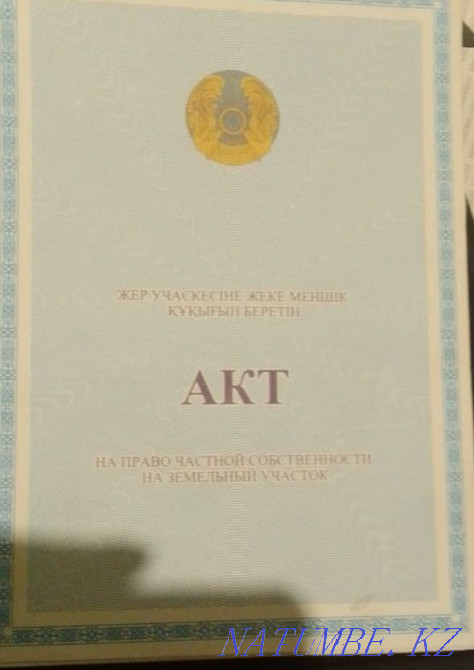 ЖЕР УЧАСКЕСІНЕ ЖЕКЕ МЕНШІК
ҚҰҚЫҒЫН БЕРЕТІН
АКТ
НА ПРАВО ЧАСТНОЙ СОБСТВЕННОСТИ
НА ЗЕМЕЛЬНЫЙ УЧАСТОК
NATUMBE.KZ